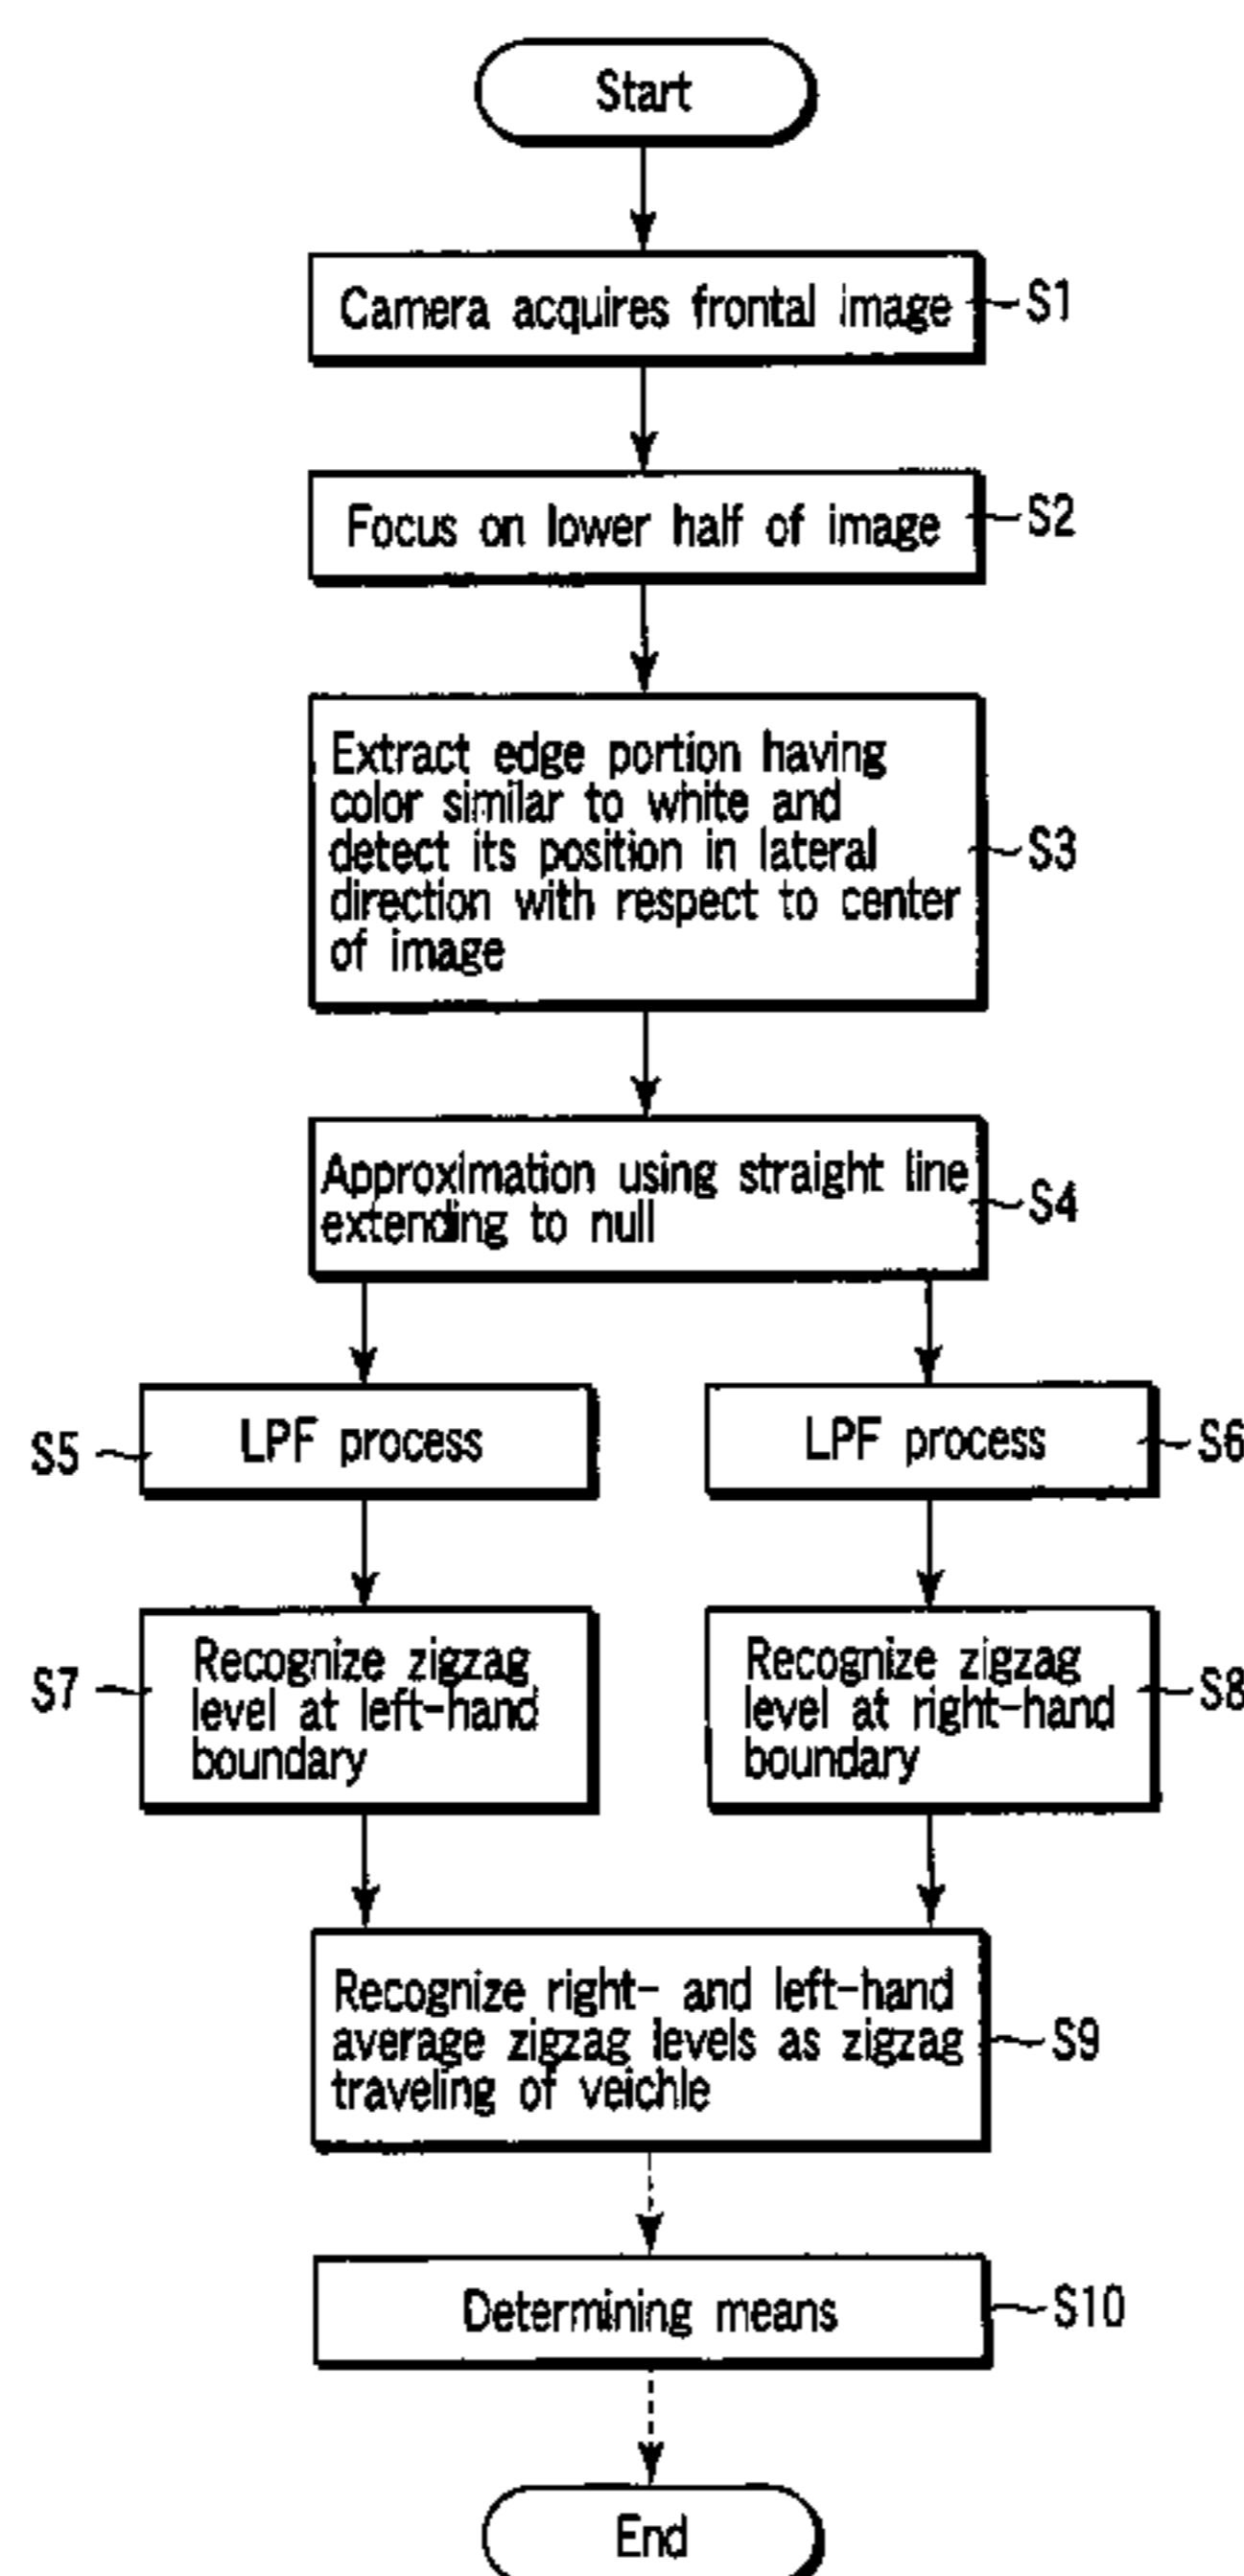 Start
Camera acquires frontal image
S1
Focus on lower half of image
S2
Extract edge portion having
color similar to white and
detect its position in lateral
direction with respect to center
of image
S3
Approximation using straight line
extending to null
S4
S5
LPF process
LPF process
S6
S7
Recognize zigzag
level at left-hand
boundary
Recognize zigzag
level at right-hand
boundary
S8
Recognize right- and left-hand
average zigzag levels as zigzag
traveling of veichle
S9
Determining means
S10
End